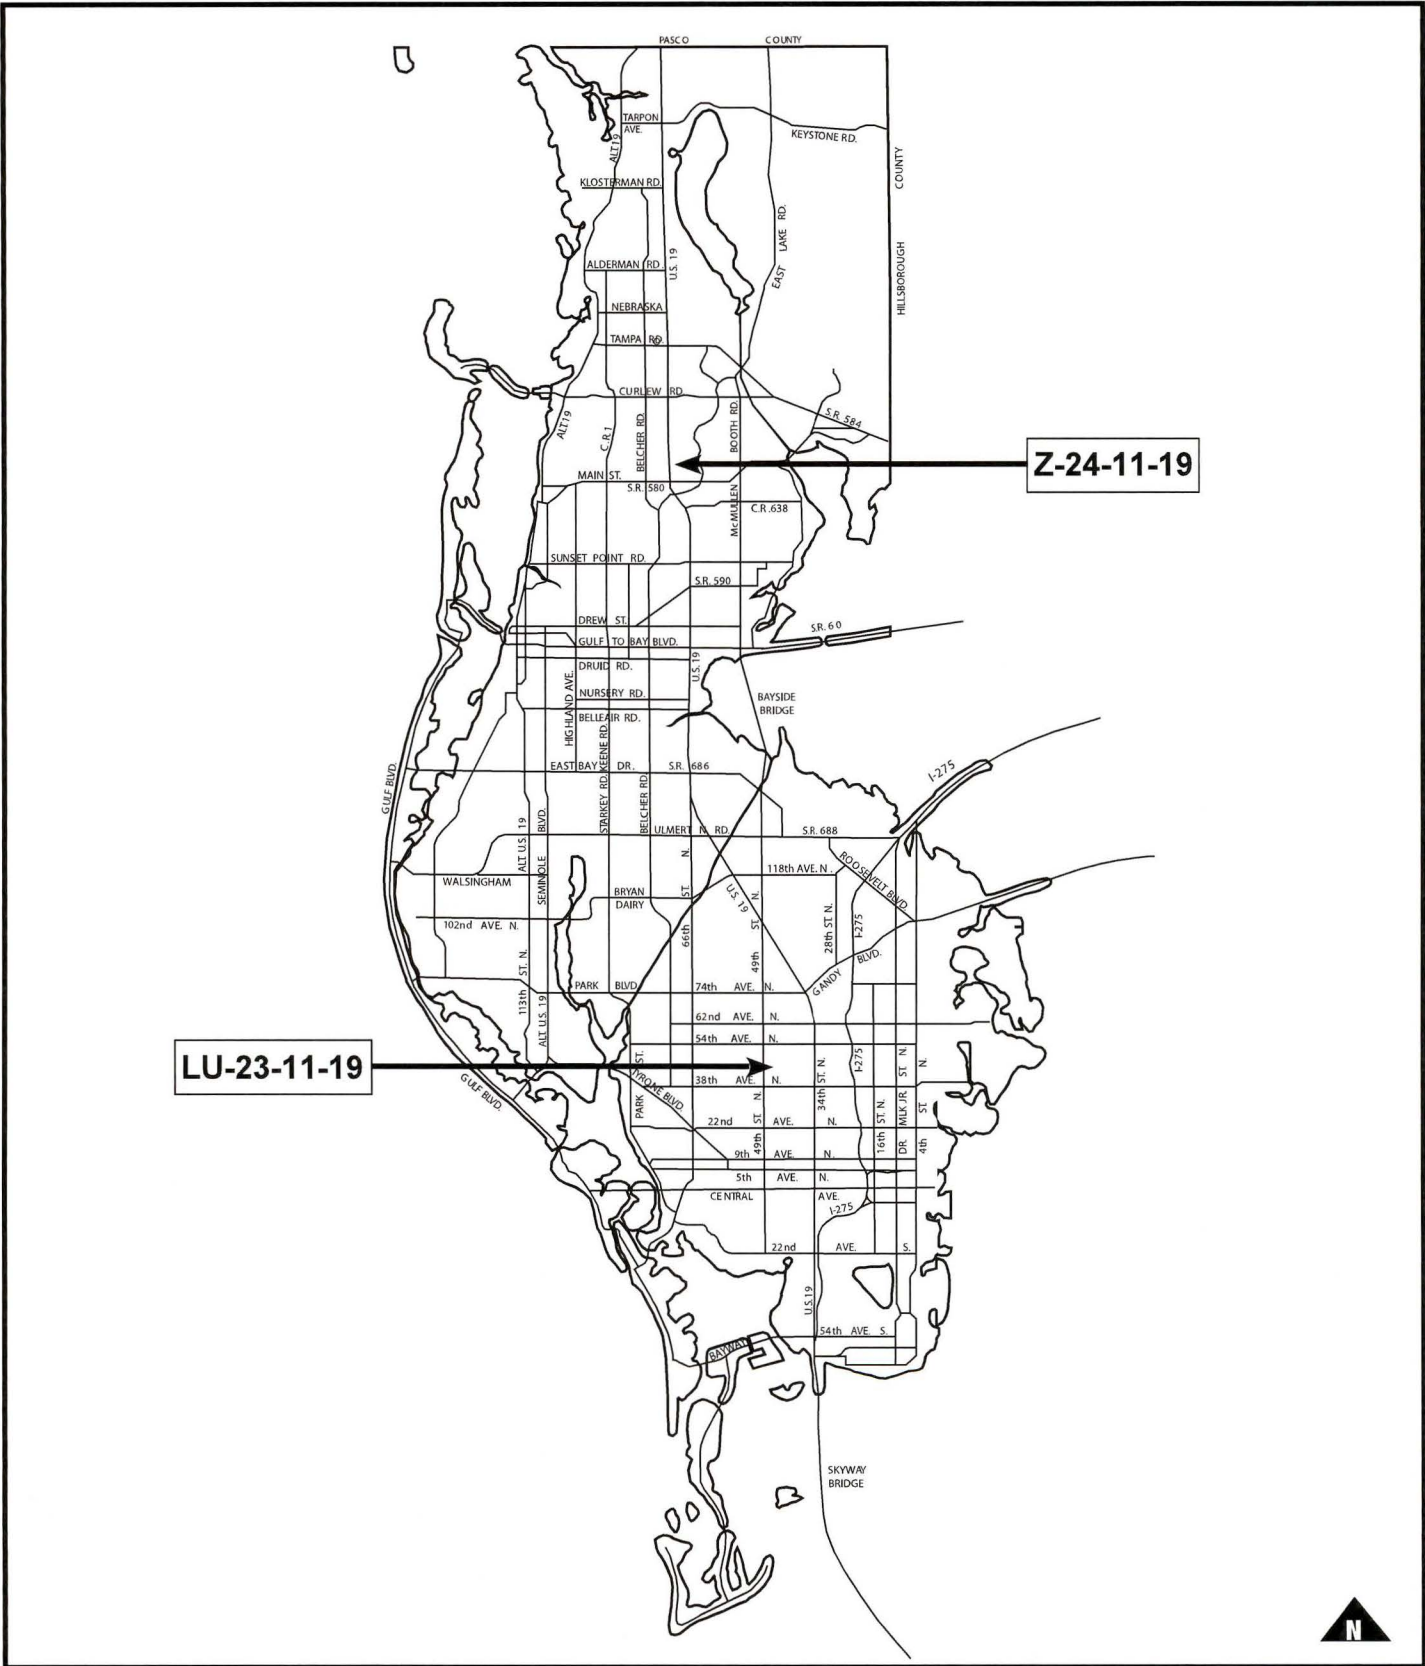 PASCO COUNTY
TARPON
AVE.
KEYSTONE RD.
ALT 19
COUNTY
KLOSTERMAN RD.
EAST LAKE RD.
HILLSBOROUGH
U.S. 19
ALDERMAN RD
NEBRASKA
TAMPA RD.
CURLEW RD
ALT 19
C.R.1
BELCHER RD.
BOOTH RD.
S.R. 584
Z-24-11-19
MAIN ST.
S.R. 580
McMULLEN
C.R.638
SUNSET POINT RD.
S.R. 590
DREW ST.
S.R. 60
GULF TO BAY BLVD.
DRUID RD.
U.S. 19
HIGHLAND AVE.
NURSERY RD.
BAYSIDE
BRIDGE
BELLEAIR RD.
KEENE RD.
EAST BAY DR.
S.R. 686
I-275
GULF BLVD.
STARKEY RD.
BELCHER RD.
ALT U.S. 19
SEMINOLE BLVD.
ULMERTON RD.
S.R. 688
ROOSEVELT BLVD.
118th AVE. N.
WALSINGHAM
BRYAN
DAIRY
U.S. 19
66th ST. N.
49th ST. N.
28th ST. N.
I-275
102nd AVE. N.
GANDY BLVD.
113th ST. N.
ALT U.S. 19
PARK BLVD.
74th AVE. N.
62nd AVE. N.
54th AVE. N.
LU-23-11-19
38th AVE. N.
PARK ST.
TYRONE BLVD.
GULF BLVD.
34th ST. N.
I-275
49th ST. N.
16th ST. N.
DR. MLK JR. ST. N.
4th ST. N.
22nd AVE. N.
9th AVE. N.
5th AVE. N.
CENTRAL AVE.
I-275
22nd AVE. S.
U.S.19
54th AVE. S.
BAYWAY
SKYWAY
BRIDGE
N